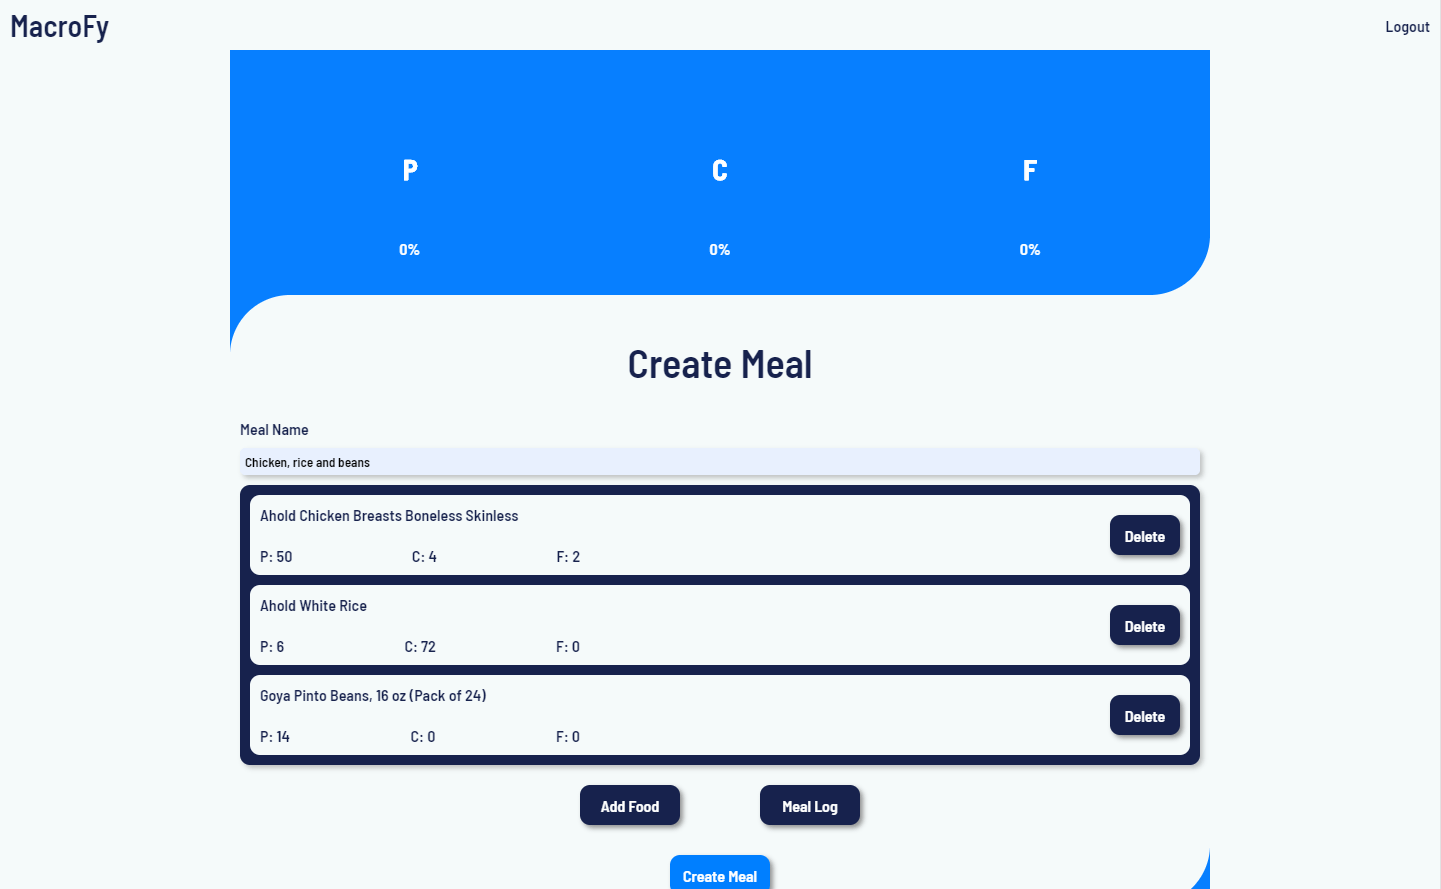 MacroFy
Logout
P C F
0% 0% 0%
Create Meal
Meal Name
Chicken, rice and beans
Ahold Chicken Breasts Boneless Skinless
P: 50 C: 4 F: 2
Delete
Ahold White Rice
P: 6 C: 72 F: 0
Delete
Goya Pinto Beans, 16 oz (Pack of 24)
P: 14 C: 0 F: 0
Delete
Add Food Meal Log
Create Meal